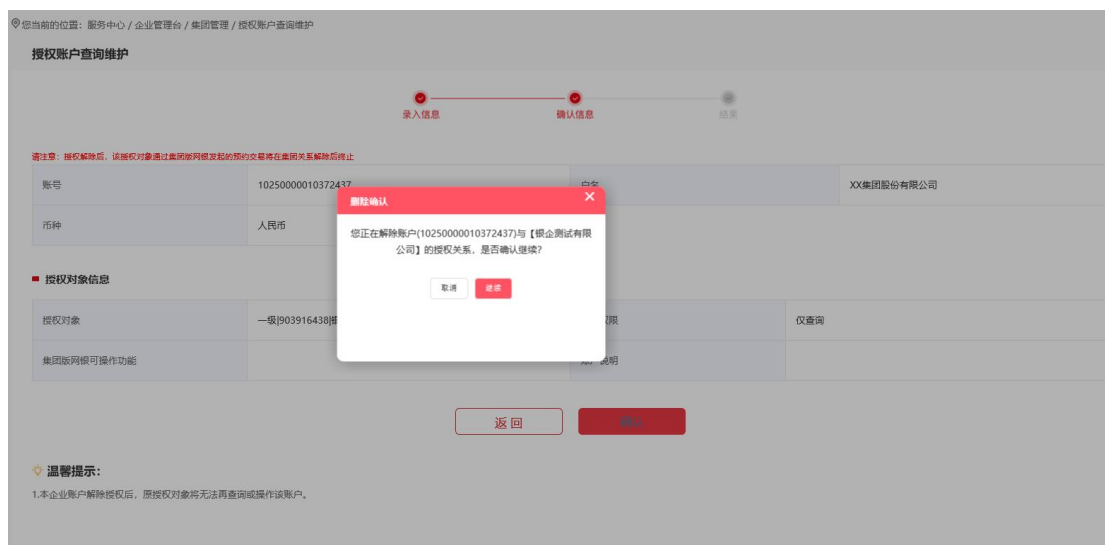 您当前的位置：服务中心 / 企业管理台 / 集团管理 / 授权账户查询维护
授权账户查询维护
录入信息
确认信息
结果
请注意：授权解除后，该授权对象通过集团版网银发起的预约交易将在集团关系解除后终止
账号
10250000010372437
户名
XX集团股份有限公司
币种
人民币
删除确认
您正在解除账户(10250000010372437)与【银企测试有限
公司】的授权关系，是否确认继续？
取消
继续
授权对象信息
授权对象
一级|903916438|
权限
仅查询
集团版网银可操作功能
说明
返回
温馨提示：
1.本企业账户解除授权后，原授权对象将无法再查询或操作该账户。